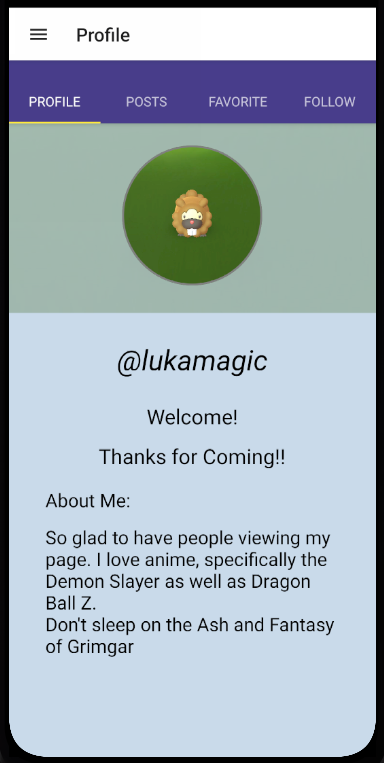 Profile
PROFILE POSTS FAVORITE FOLLOW
@lukamagic
Welcome!
Thanks for Coming!!
About Me:
So glad to have people viewing my
page. I love anime, specifically the
Demon Slayer as well as Dragon
Ball Z.
Don't sleep on the Ash and Fantasy
of Grimgar